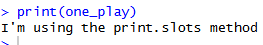 > print(one_play)
I'm using the print.slots method
>